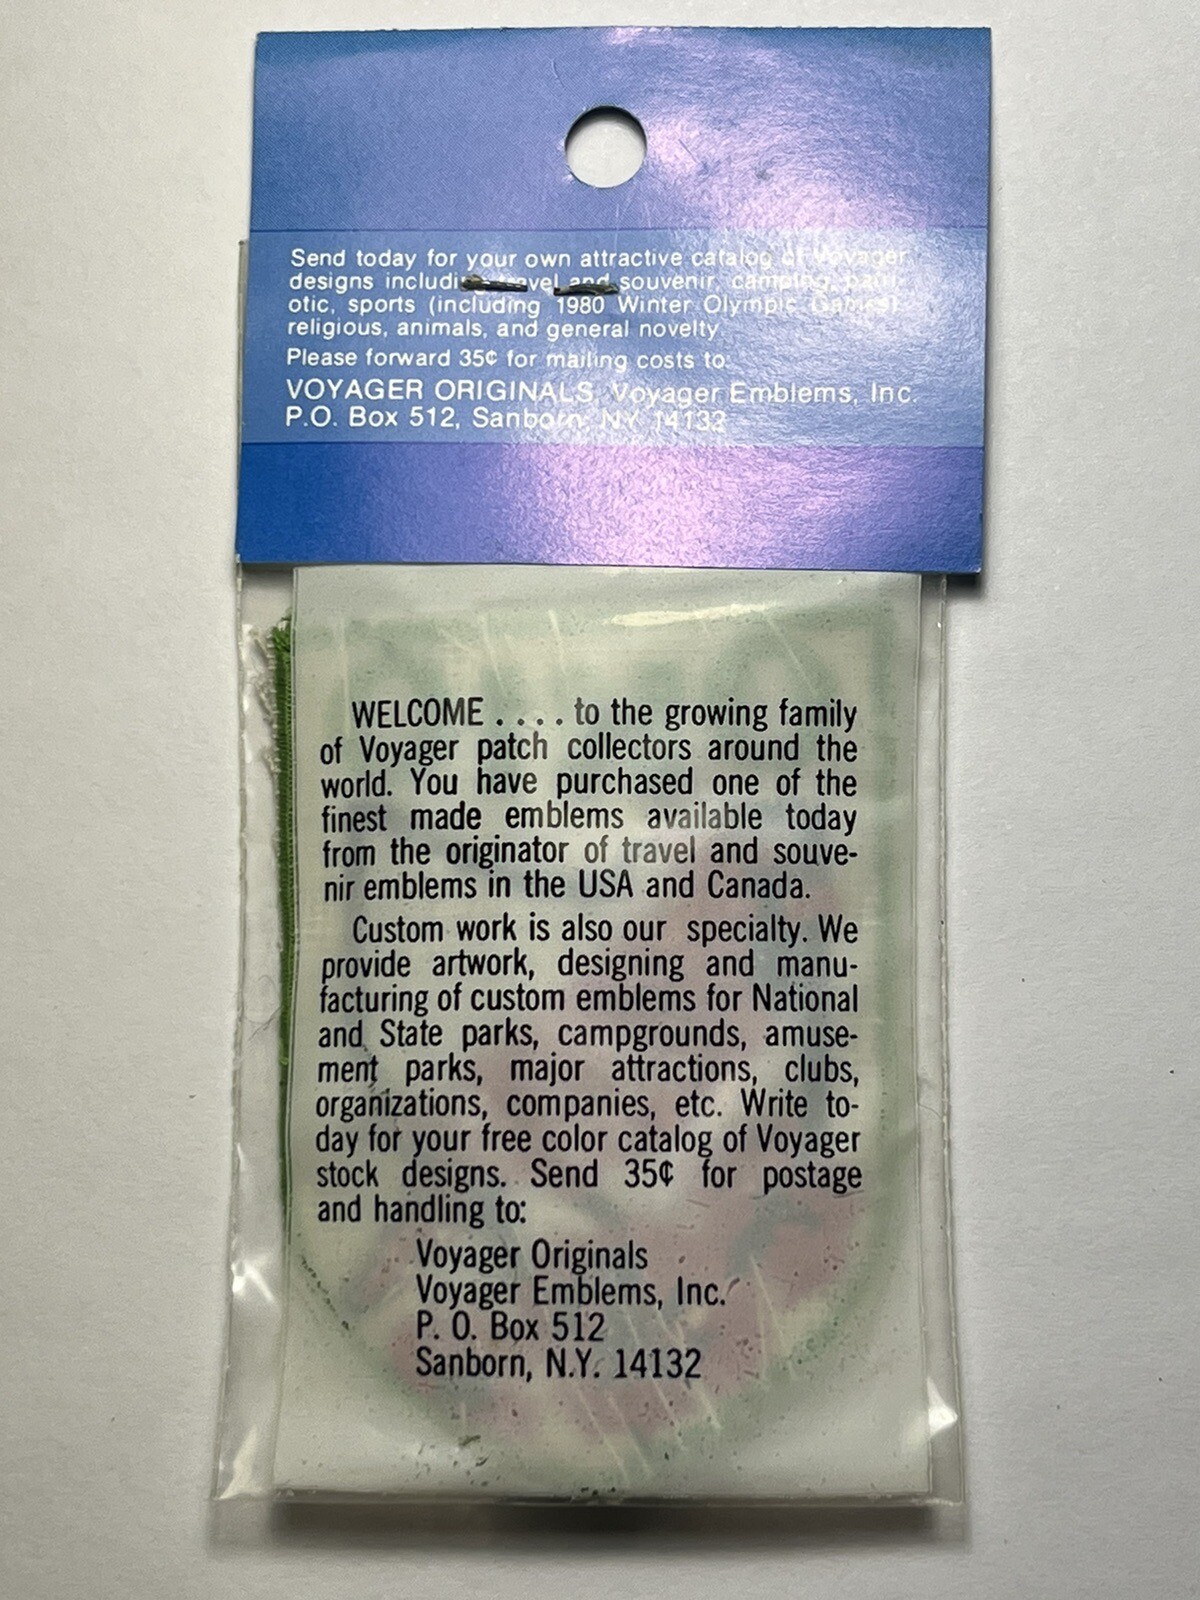 Send today for your own attractive catalog of Voyager
designs including travel and souvenir, camping, patri
otic, sports (including 1980 Winter Olympic Games)
religious, animals, and general novelty
Please forward 35¢ for mailing costs to:
VOYAGER ORIGINALS, Voyager Emblems, Inc.
P.O. Box 512, Sanborn, NY 14132
WELCOME .... to the growing family
of Voyager patch collectors around the
world. You have purchased one of the
finest made emblems available today
from the originator of travel and souve-
nir emblems in the USA and Canada.
Custom work is also our specialty. We
provide artwork, designing and manu-
facturing of custom emblems for National
and State parks, campgrounds, amuse-
ment parks, major attractions, clubs,
organizations, companies, etc. Write to-
day for your free color catalog of Voyager
stock designs. Send 35¢ for postage
and handling to:
Voyager Originals
Voyager Emblems, Inc.
P. O. Box 512
Sanborn, N.Y. 14132